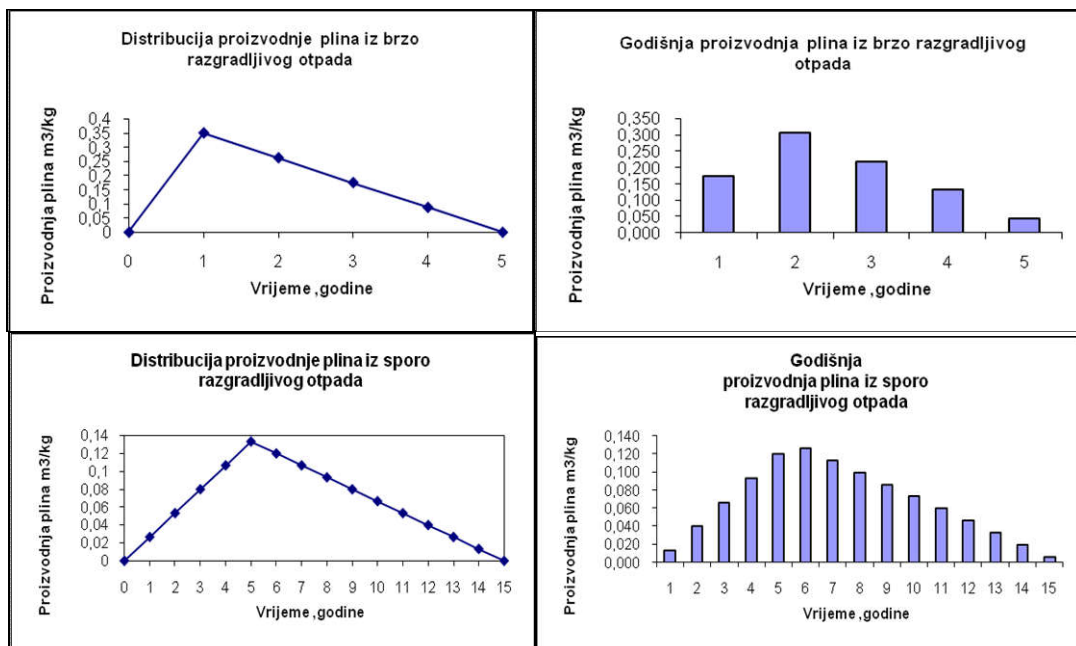 Distribucija proizvodnje plina iz brzo
razgradljivog otpada
Proizvodnja plina m3/kg
0,4
0,35
0,3
0,25
0,2
0,15
0,1
0,05
0
0 1 2 3 4 5
Vrijeme ,godine
Godišnja proizvodnja plina iz brzo razgradljivog
otpada
Proizvodnja plina m3/kg
0,350
0,300
0,250
0,200
0,150
0,100
0,050
0,000
1 2 3 4 5
Vrijeme ,godine
Distribucija proizvodnje plina iz sporo
razgradljivog otpada
Proizvodnja plina m3/kg
0,14
0,12
0,1
0,08
0,06
0,04
0,02
0
0 1 2 3 4 5 6 7 8 9 10 11 12 13 14 15
Vrijeme ,godine
Godišnja
proizvodnja plina iz sporo
razgradljivog otpada
Proizvodnja plina m3/kg
0,140
0,120
0,100
0,080
0,060
0,040
0,020
0,000
1 2 3 4 5 6 7 8 9 10 11 12 13 14 15
Vrijeme ,godine